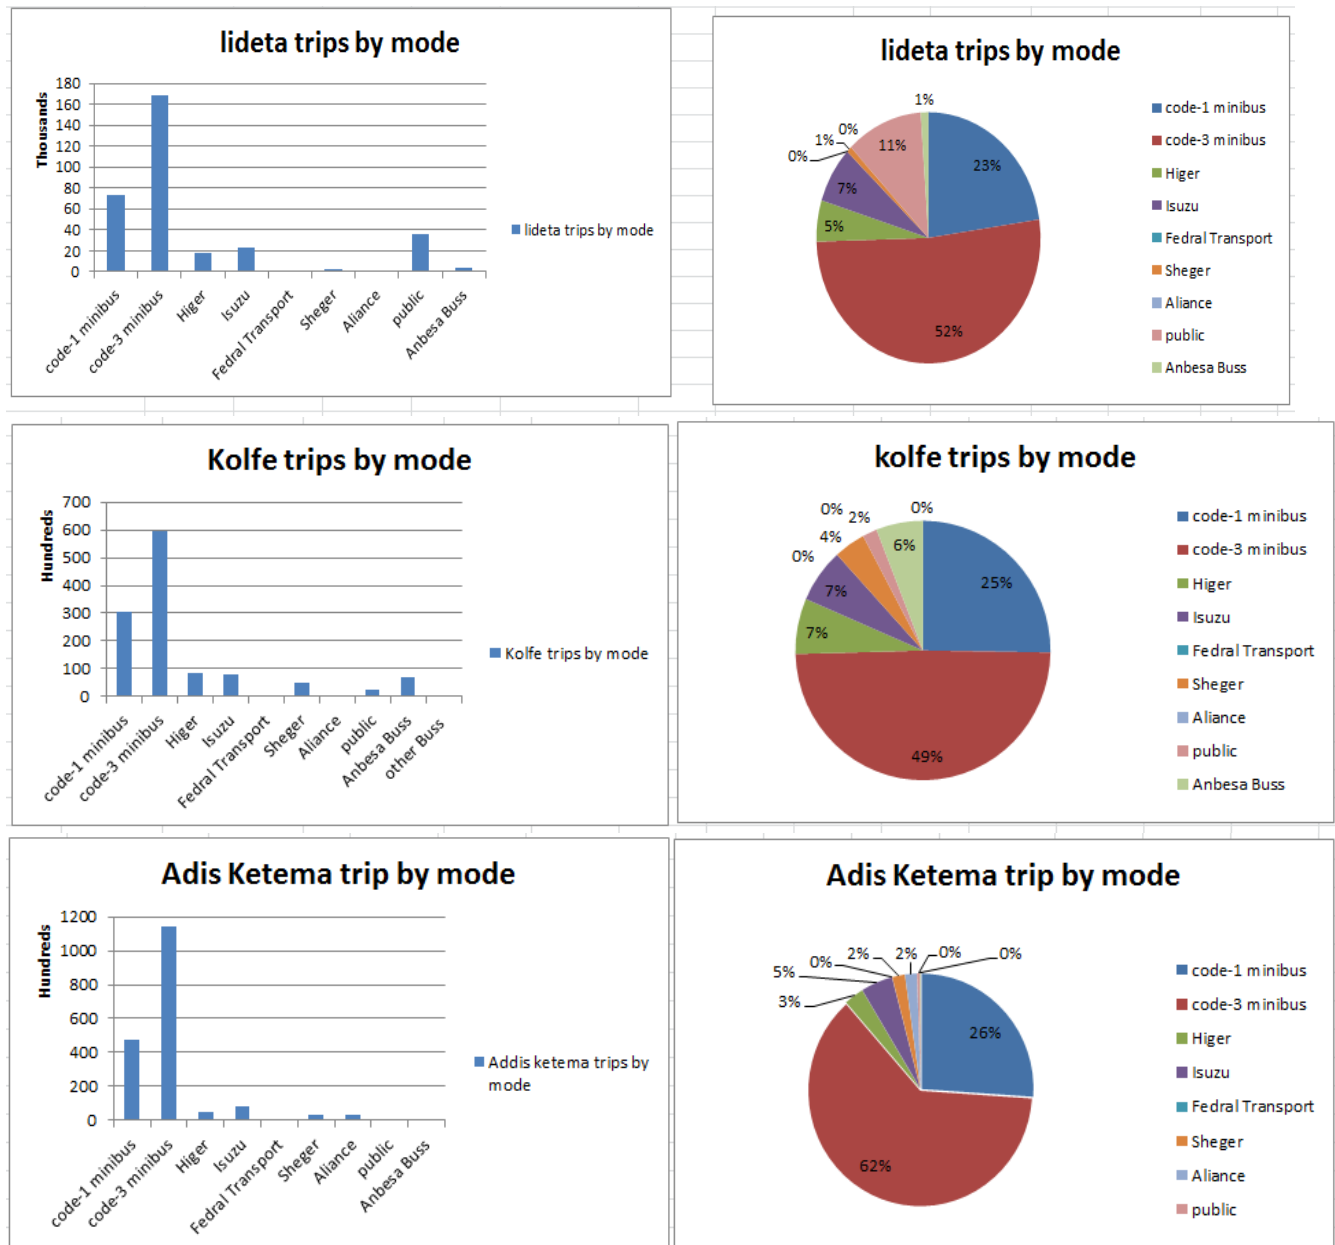 lideta trips by mode
Thousands
180
160
140
120
100
80
60
40
20
0
code-1 minibus
code-3 minibus
Higer
Isuzu
Fedral Transport
Sheger
Aliance
public
Anbesa Buss
lideta trips by mode
lideta trips by mode
1%
0%
1%
0%
11%
7%
5%
23%
52%
code-1 minibus
code-3 minibus
Higer
Isuzu
Fedral Transport
Sheger
Aliance
public
Anbesa Buss
Kolfe trips by mode
Hundreds
700
600
500
400
300
200
100
0
code-1 minibus
code-3 minibus
Higer
Isuzu
Fedral Transport
Sheger
Aliance
public
Anbesa Buss
other Buss
Kolfe trips by mode
kolfe trips by mode
0%
2%
0%
4%
0%
6%
7%
7%
25%
49%
code-1 minibus
code-3 minibus
Higer
Isuzu
Fedral Transport
Sheger
Aliance
public
Anbesa Buss
Adis Ketema trip by mode
Hundreds
1200
1000
800
600
400
200
0
code-1 minibus
code-3 minibus
Higer
Isuzu
Fedral Transport
Sheger
Aliance
public
Anbesa Buss
Addis ketema trips by
mode
Adis Ketema trip by mode
3%
5%
0%
2%
2%
0%
0%
26%
62%
code-1 minibus
code-3 minibus
Higer
Isuzu
Fedral Transport
Sheger
Aliance
public